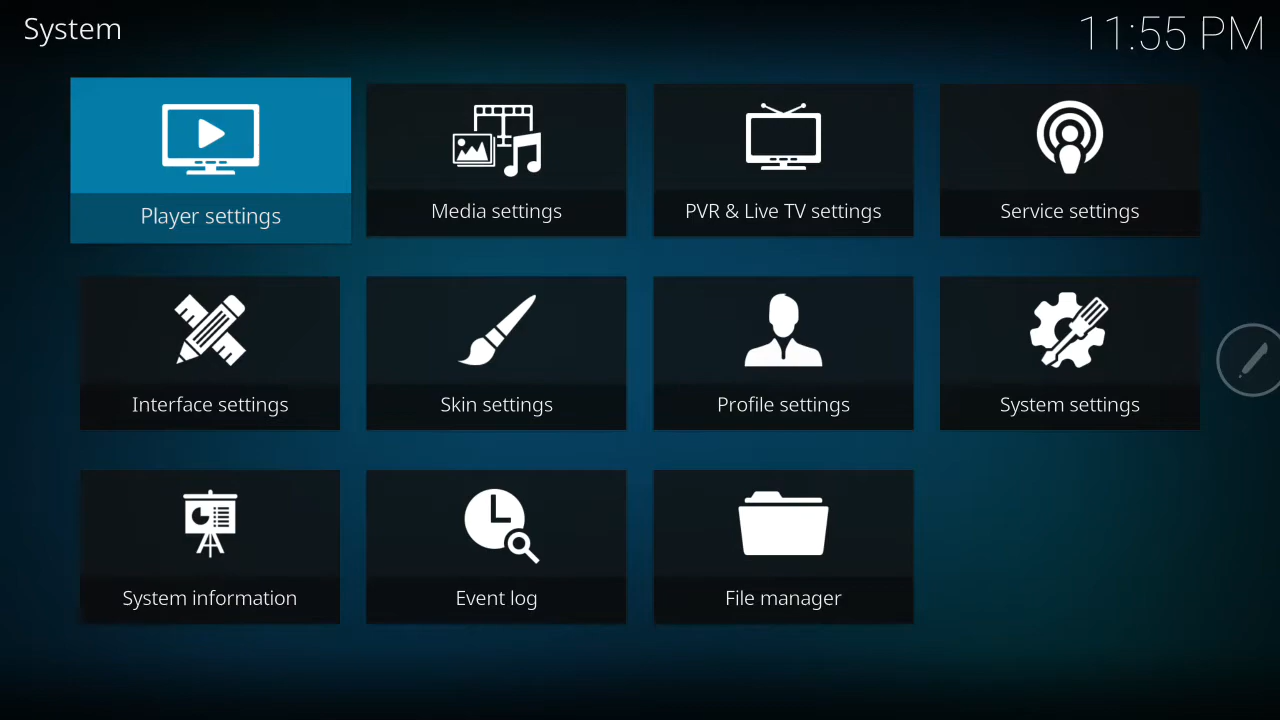 System
11:55 PM
Player settings
Media settings
PVR & Live TV settings
Service settings
Interface settings
Skin settings
Profile settings
System settings
System information
Event log
File manager